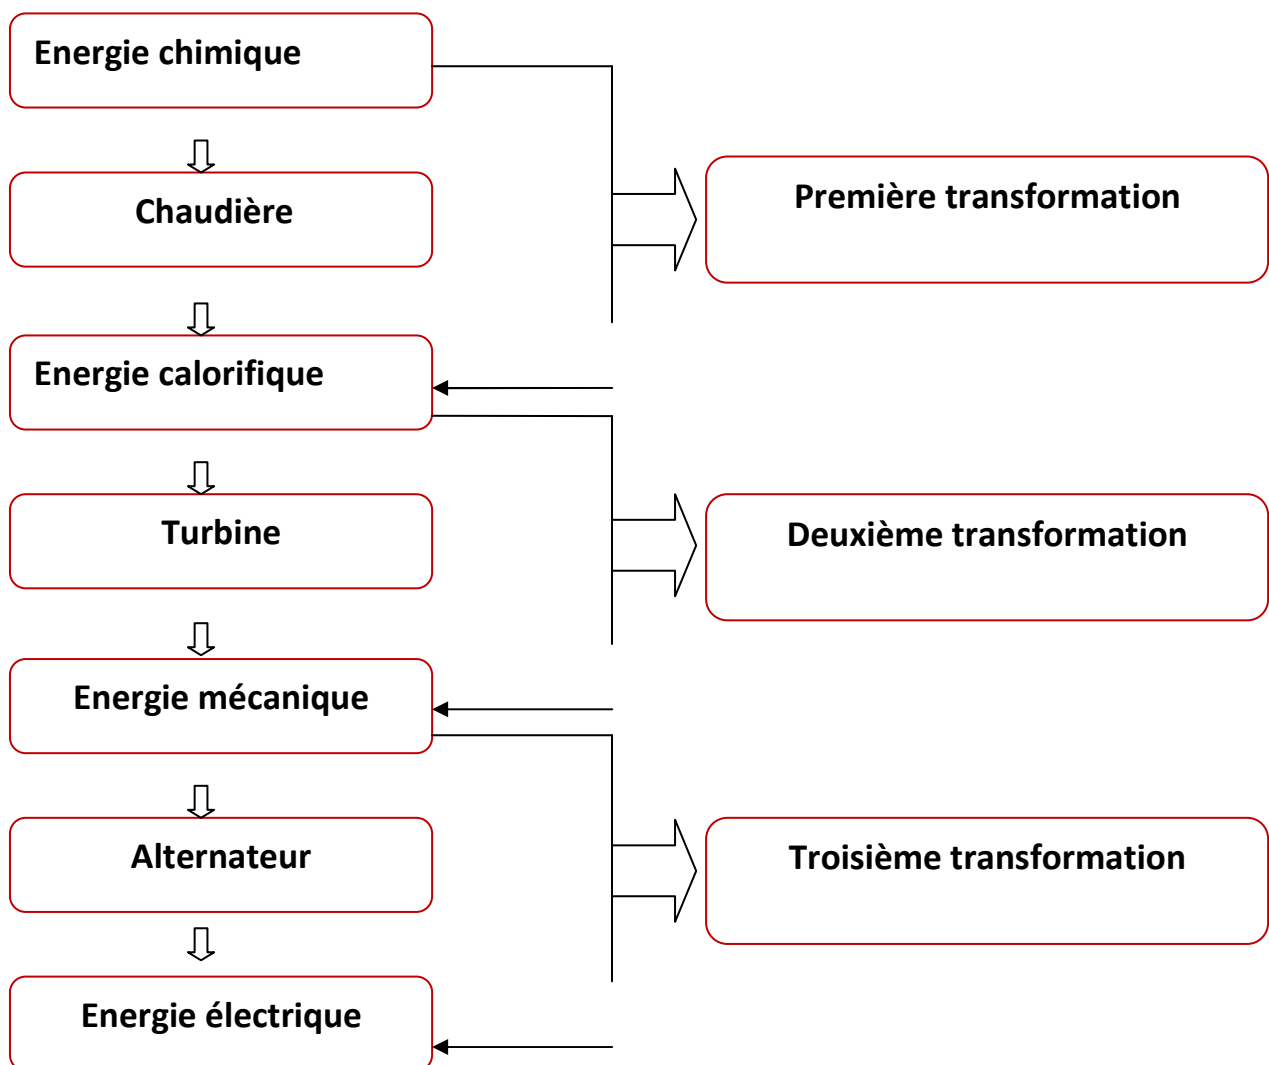 Energie chimique
Chaudière
Première transformation
Energie calorifique
Turbine
Deuxième transformation
Energie mécanique
Alternateur
Troisième transformation
Energie électrique